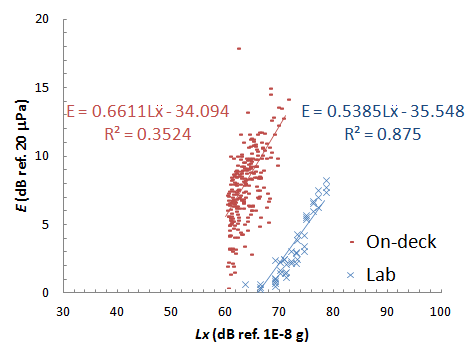 20
15
10
5
0
E (dB ref. 20 µPa)
E = 0.6611Lẍ - 34.094
R² = 0.3524
E = 0.5385Lẍ - 35.548
R² = 0.875
On-deck
Lab
30 40 50 60 70 80 90 100
Lx (dB ref. 1E-8 g)